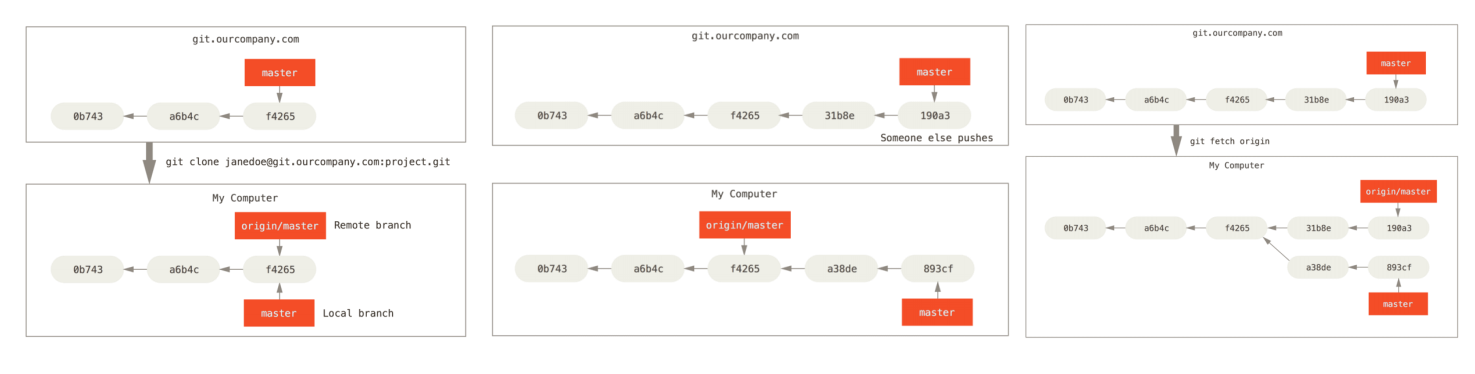 git.ourcompany.com
master
0b743
a6b4c
f4265
git clone janedoe@git.ourcompany.com:project.git
My Computer
origin/master
Remote branch
0b743
a6b4c
f4265
master
Local branch
git.ourcompany.com
master
0b743
a6b4c
f4265
31b8e
190a3
Someone else pushes
My Computer
origin/master
0b743
a6b4c
f4265
a38de
893cf
master
git.ourcompany.com
master
0b743
a6b4c
f4265
31b8e
190a3
git fetch origin
My Computer
origin/master
0b743
a6b4c
f4265
31b8e
190a3
a38de
893cf
master